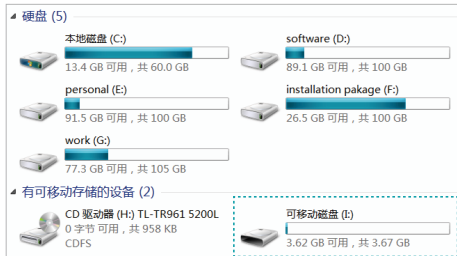 硬盘 (5)
本地磁盘 (C:)
13.4 GB 可用，共 60.0 GB
software (D:)
89.1 GB 可用，共 100 GB
personal (E:)
91.5 GB 可用，共 100 GB
installation pakage (F:)
26.5 GB 可用，共 100 GB
work (G:)
77.3 GB 可用，共 105 GB
有可移动存储的设备 (2)
CD 驱动器 (H:) TL-TR961 5200L
0 字节 可用，共 958 KB
CDFS
可移动磁盘 (I:)
3.62 GB 可用，共 3.67 GB